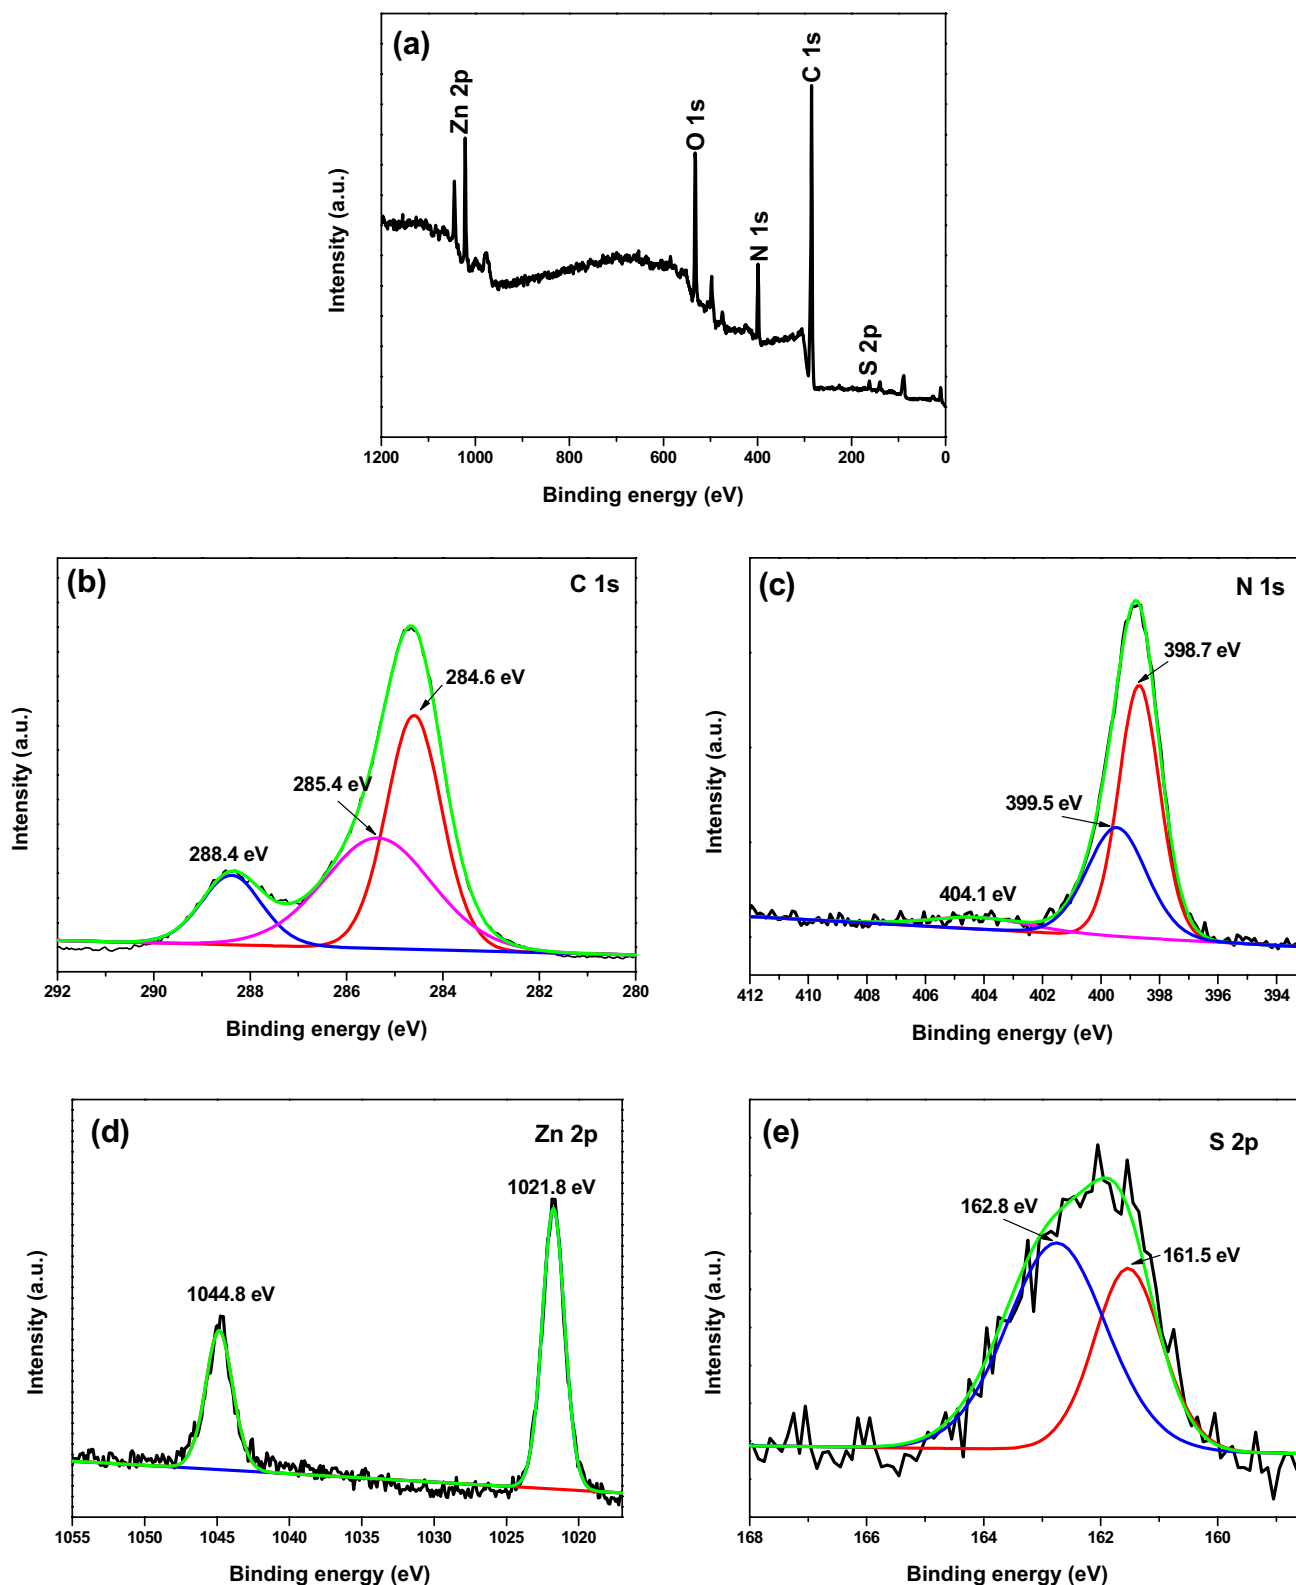 (a)
Zn 2p
O 1s
N 1s
C 1s
S 2p
Intensity (a.u.)
1200 1000 800 600 400 200 0
Binding energy (eV)
(b)
C 1s
284.6 eV
285.4 eV
288.4 eV
Intensity (a.u.)
292 290 288 286 284 282 280
Binding energy (eV)
(c)
N 1s
398.7 eV
399.5 eV
404.1 eV
Intensity (a.u.)
412 410 408 406 404 402 400 398 396 394
Binding energy (eV)
(d)
Zn 2p
1021.8 eV
1044.8 eV
Intensity (a.u.)
1055 1050 1045 1040 1035 1030 1025 1020
Binding energy (eV)
(e)
S 2p
162.8 eV
161.5 eV
Intensity (a.u.)
168 166 164 162 160
Binding energy (eV)